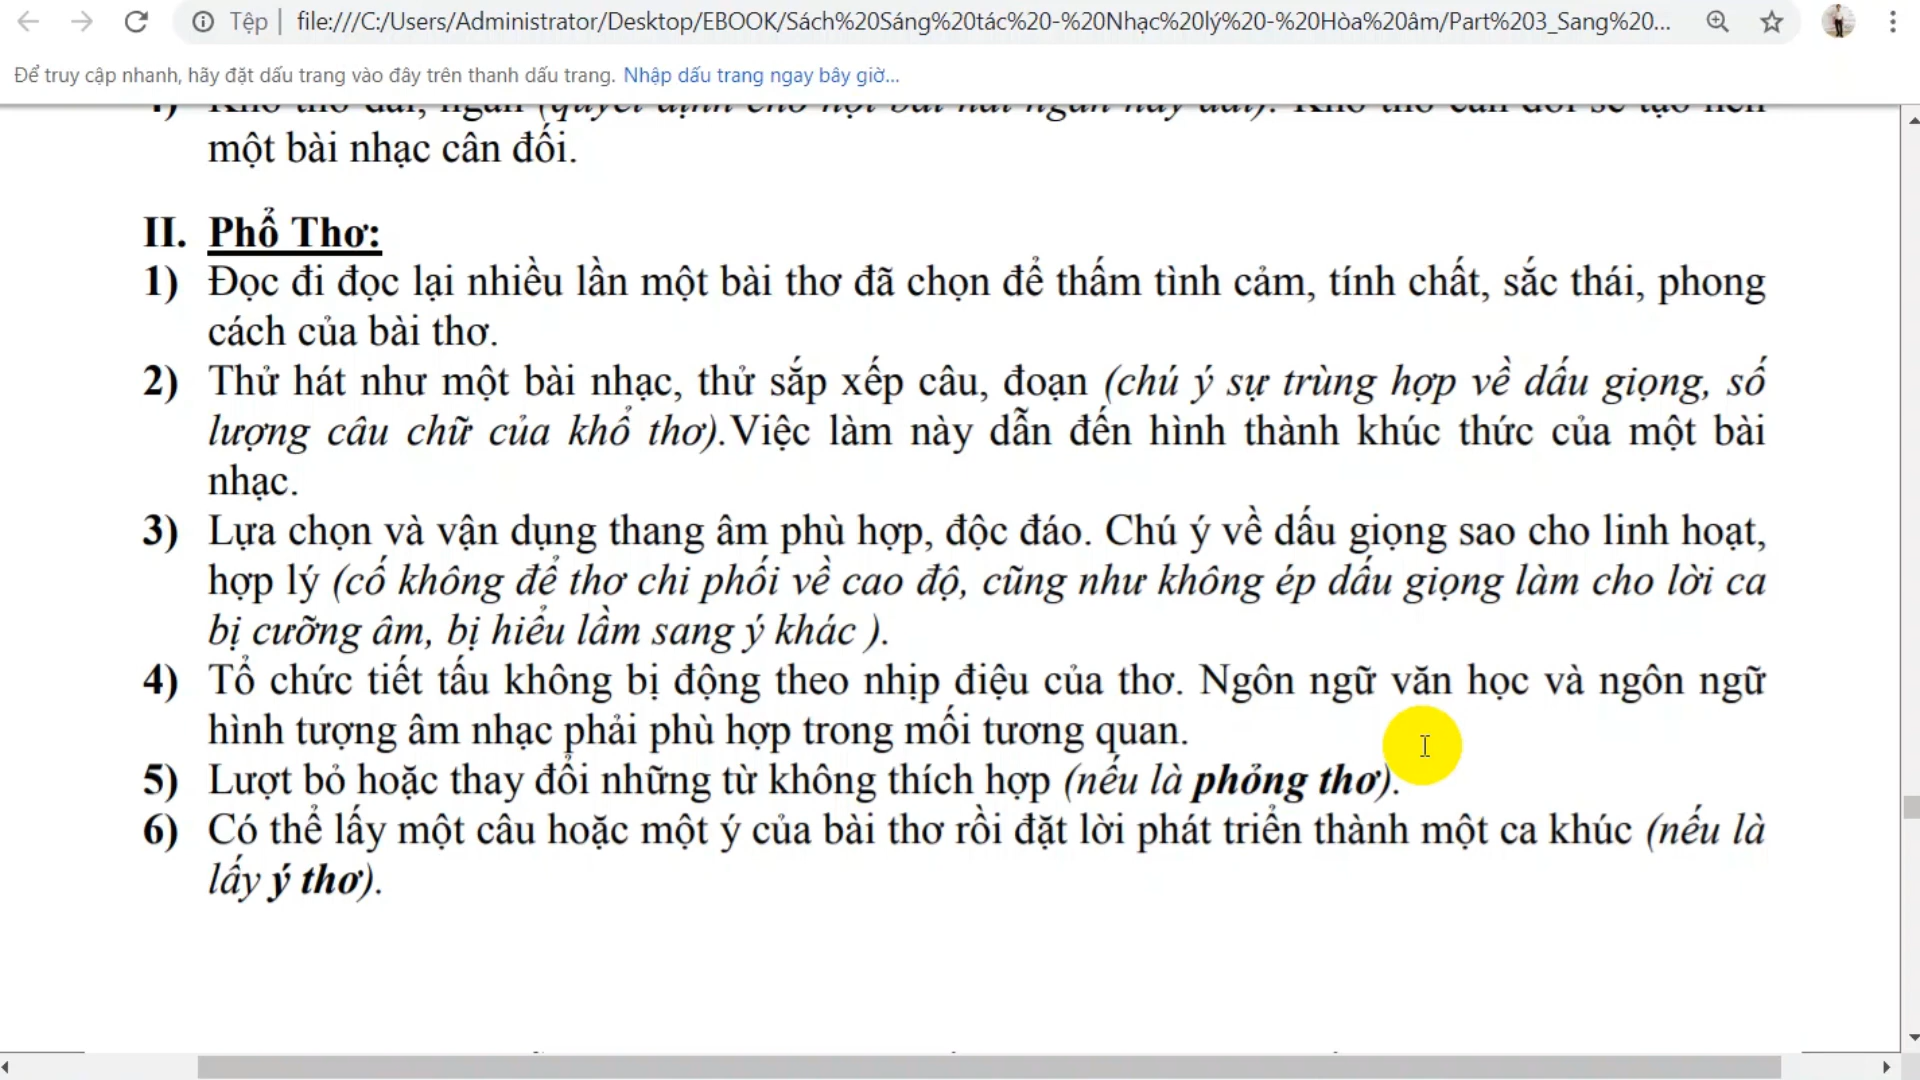 Tệp | file:///C:/Users/Administrator/Desktop/EBOOK/Sách%20Sáng%20tác%20-%20Nhạc%20lý%20-%20Hòa%20âm/Part%203_Sang%20...
Để truy cập nhanh, hãy đặt dấu trang vào đây trên thanh dấu trang. Nhập dấu trang ngay bây giờ...
một bài nhạc cân đối.
II. Phổ Thơ:
1) Đọc đi đọc lại nhiều lần một bài thơ đã chọn để thấm tình cảm, tính chất, sắc thái, phong
cách của bài thơ.
2) Thử hát như một bài nhạc, thử sắp xếp câu, đoạn (chú ý sự trùng hợp về dấu giọng, số
lượng câu chữ của khổ thơ).Việc làm này dẫn đến hình thành khúc thức của một bài
nhạc.
3) Lựa chọn và vận dụng thang âm phù hợp, độc đáo. Chú ý về dấu giọng sao cho linh hoạt,
hợp lý (cố không để thơ chi phối về cao độ, cũng như không ép dấu giọng làm cho lời ca
bị cưỡng âm, bị hiểu lầm sang ý khác ).
4) Tổ chức tiết tấu không bị động theo nhịp điệu của thơ. Ngôn ngữ văn học và ngôn ngữ
hình tượng âm nhạc phải phù hợp trong mối tương quan.
5) Lượt bỏ hoặc thay đổi những từ không thích hợp (nếu là phỏng thơ).
6) Có thể lấy một câu hoặc một ý của bài thơ rồi đặt lời phát triển thành một ca khúc (nếu là
lấy ý thơ).